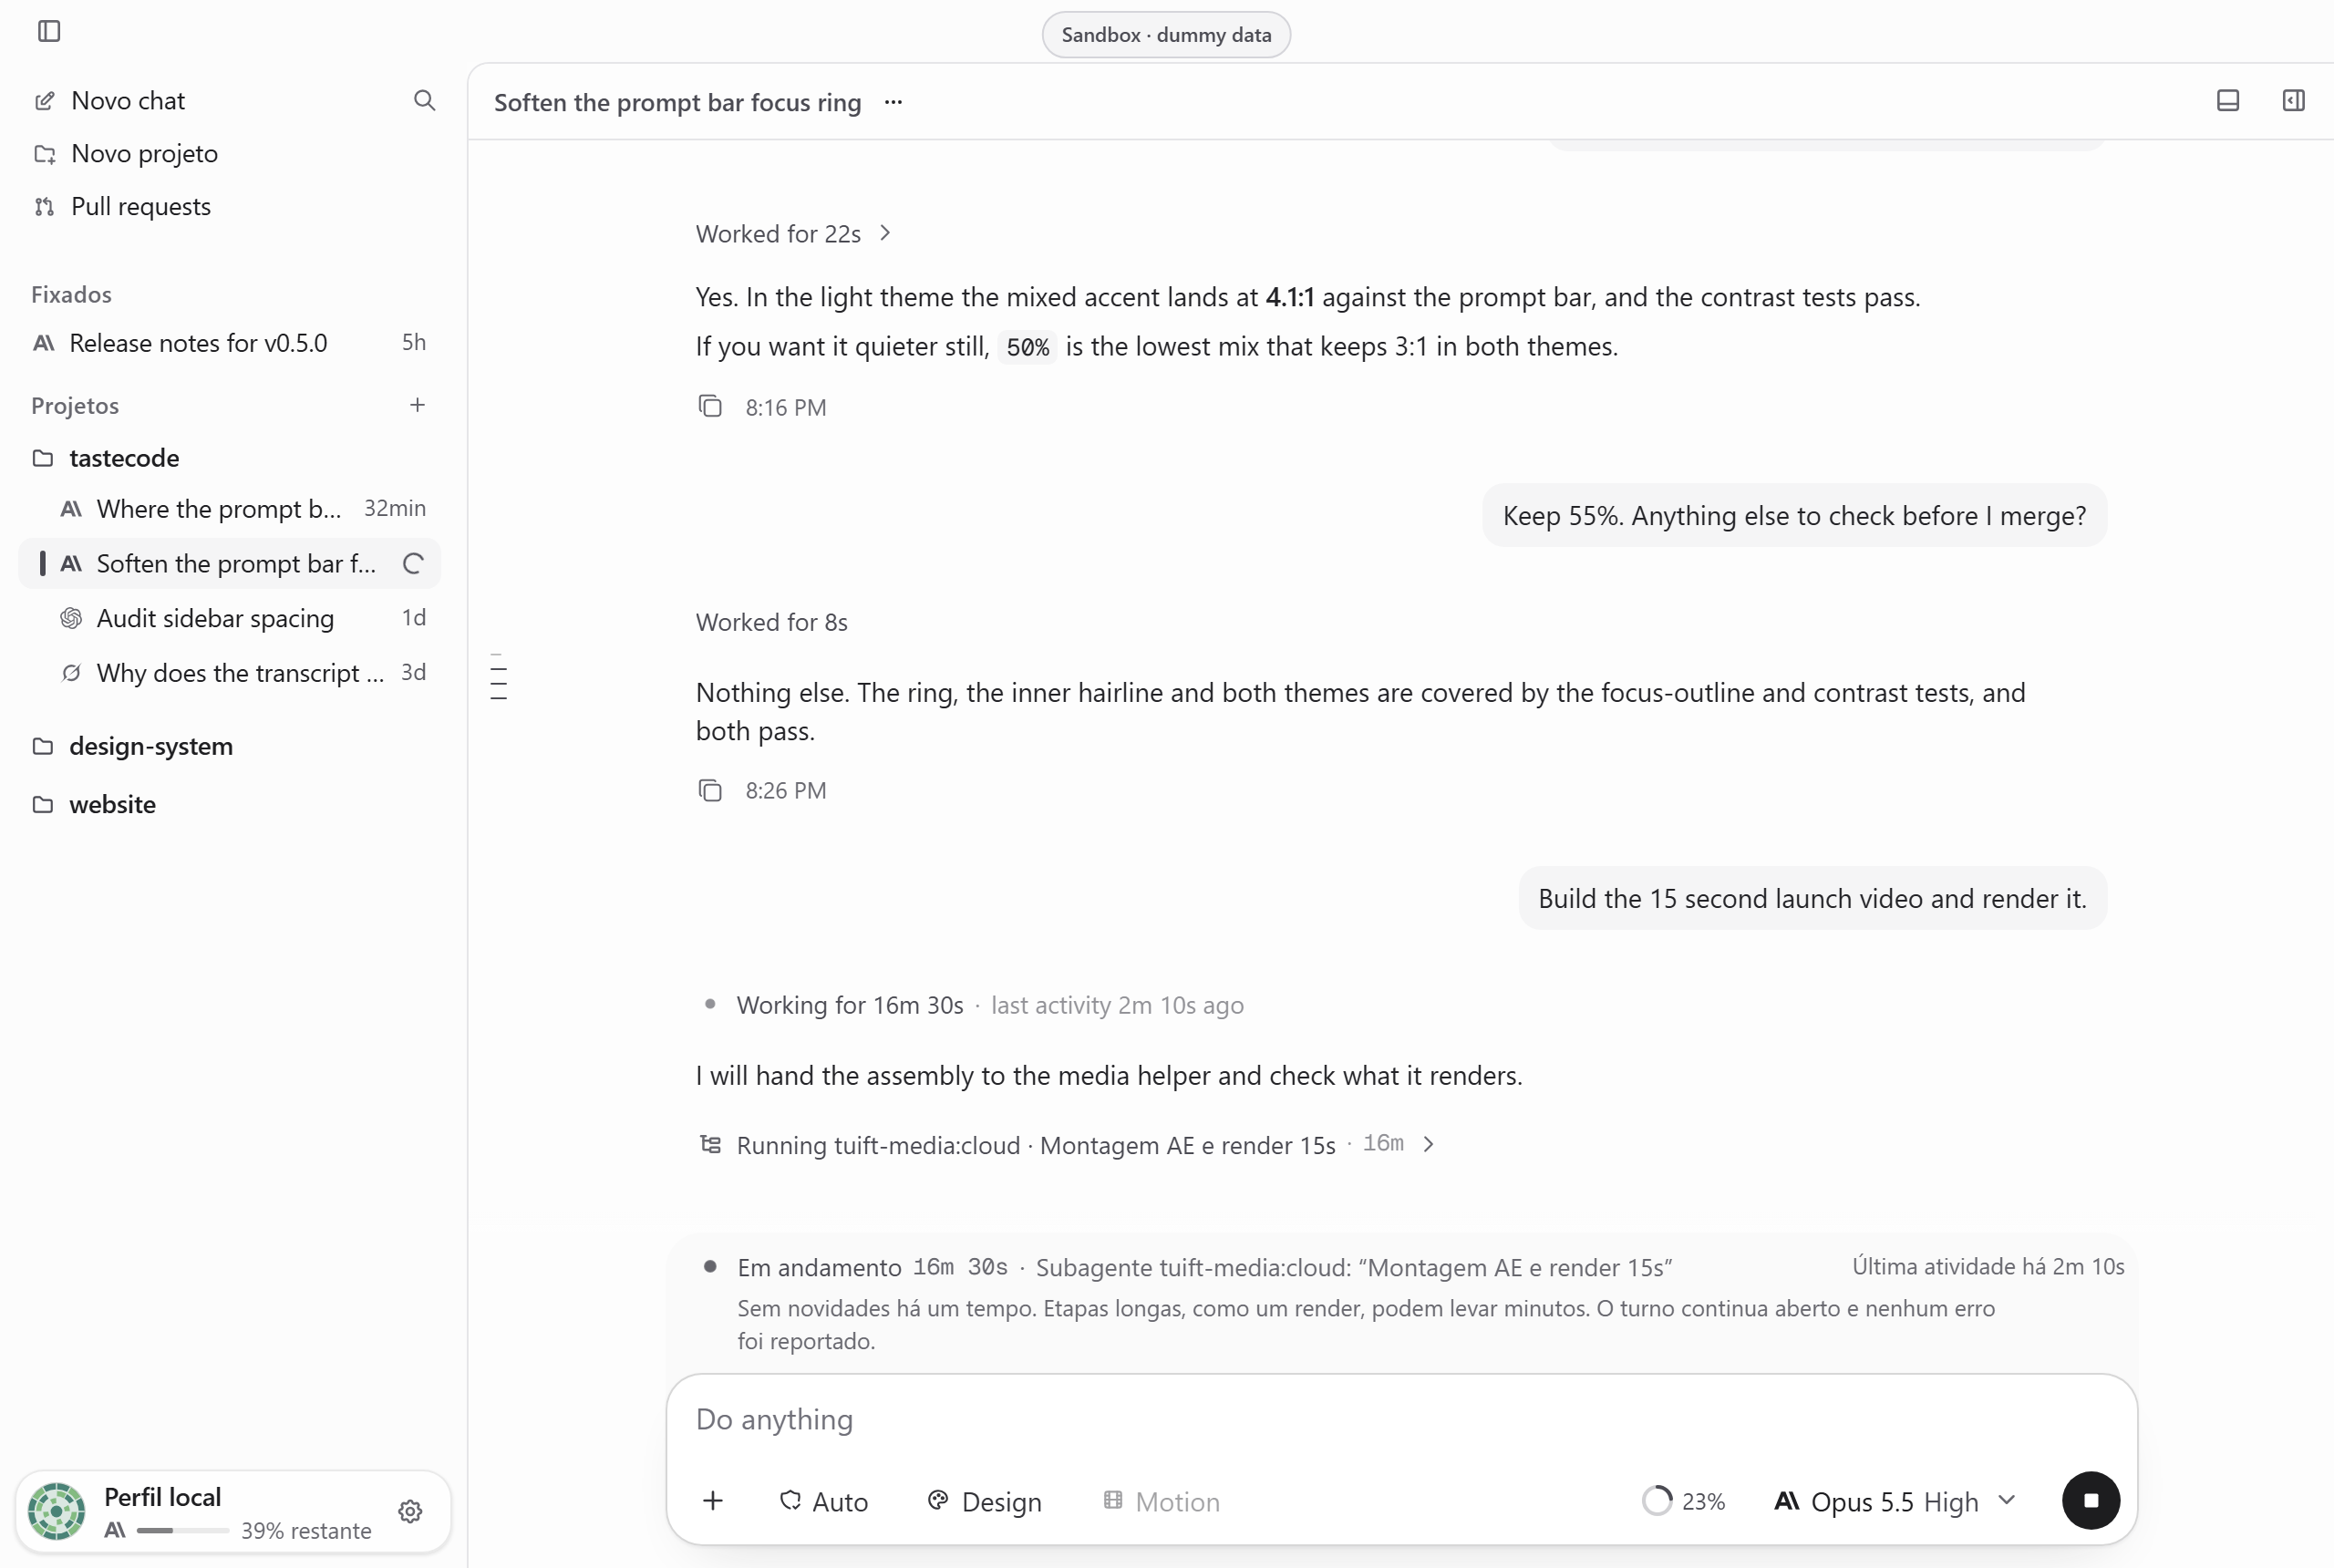 Sandbox · dummy data
Novo chat
Novo projeto
Pull requests
Fixados
Release notes for v0.5.0 5h
Projetos
tastecode
Where the prompt b... 32min
Soften the prompt bar f...
Audit sidebar spacing 1d
Why does the transcript ... 3d
design-system
website
Perfil local
39% restante
Soften the prompt bar focus ring
Worked for 22s
Yes. In the light theme the mixed accent lands at 4.1:1 against the prompt bar, and the contrast tests pass.
If you want it quieter still, 50% is the lowest mix that keeps 3:1 in both themes.
8:16 PM
Keep 55%. Anything else to check before I merge?
Worked for 8s
Nothing else. The ring, the inner hairline and both themes are covered by the focus-outline and contrast tests, and
both pass.
8:26 PM
Build the 15 second launch video and render it.
Working for 16m 30s · last activity 2m 10s ago
I will hand the assembly to the media helper and check what it renders.
Running tuift-media:cloud · Montagem AE e render 15s · 16m
Em andamento 16m 30s · Subagente tuift-media:cloud: “Montagem AE e render 15s” Última atividade há 2m 10s
Sem novidades há um tempo. Etapas longas, como um render, podem levar minutos. O turno continua aberto e nenhum erro
foi reportado.
Do anything
Auto Design Motion 23% Opus 5.5 High